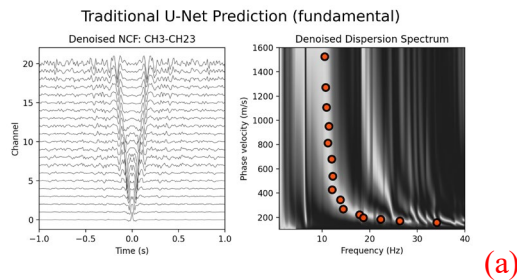 Traditional U-Net Prediction (fundamental)
Denoised NCF: CH3-CH23
Denoised Dispersion Spectrum
Channel
20
15
10
5
0
−1.0 −0.5 0.0 0.5 1.0
Time (s)
Phase velocity (m/s)
1600
1400
1200
1000
800
600
400
200
10 20 30 40
Frequency (Hz)
(a)